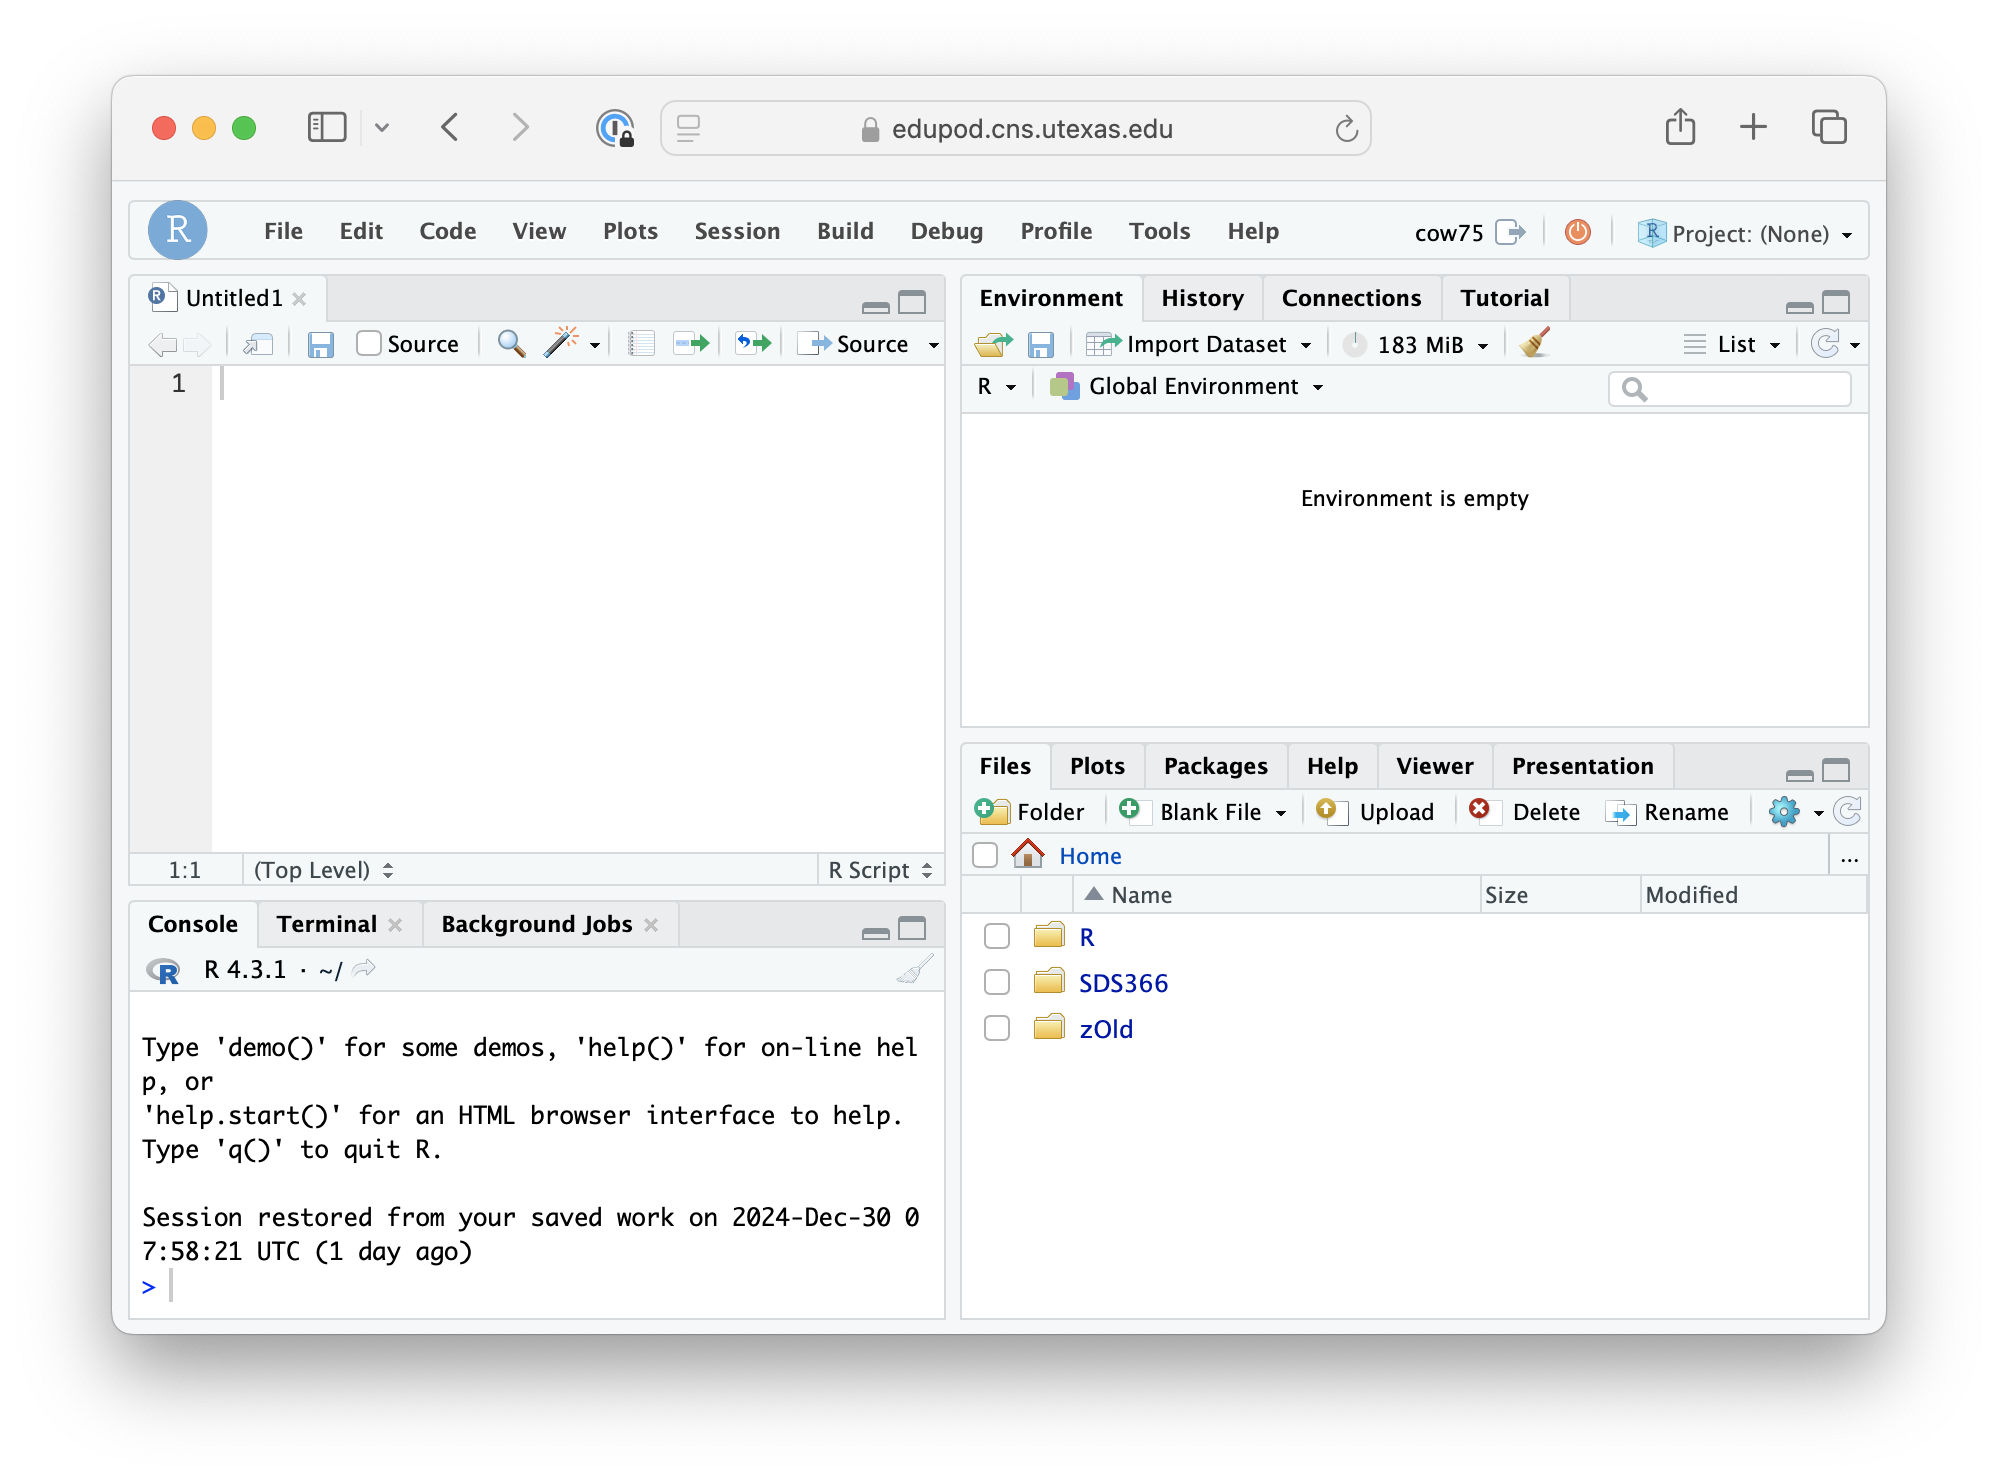 edupod.cns.utexas.edu
R File Edit Code View Plots Session Build Debug Profile Tools Help cow75 R Project: (None)
R Untitled1
Source Source
1
1:1 (Top Level) R Script
Console Terminal Background Jobs
R R 4.3.1 · ~/
Type 'demo()' for some demos, 'help()' for on-line hel
p, or
'help.start()' for an HTML browser interface to help.
Type 'q()' to quit R.
Session restored from your saved work on 2024-Dec-30 0
7:58:21 UTC (1 day ago)
>
Environment History Connections Tutorial
Import Dataset 183 MiB List
R Global Environment
Environment is empty
Files Plots Packages Help Viewer Presentation
Folder Blank File Upload Delete Rename
Home ...
Name Size Modified
R
SDS366
zOld